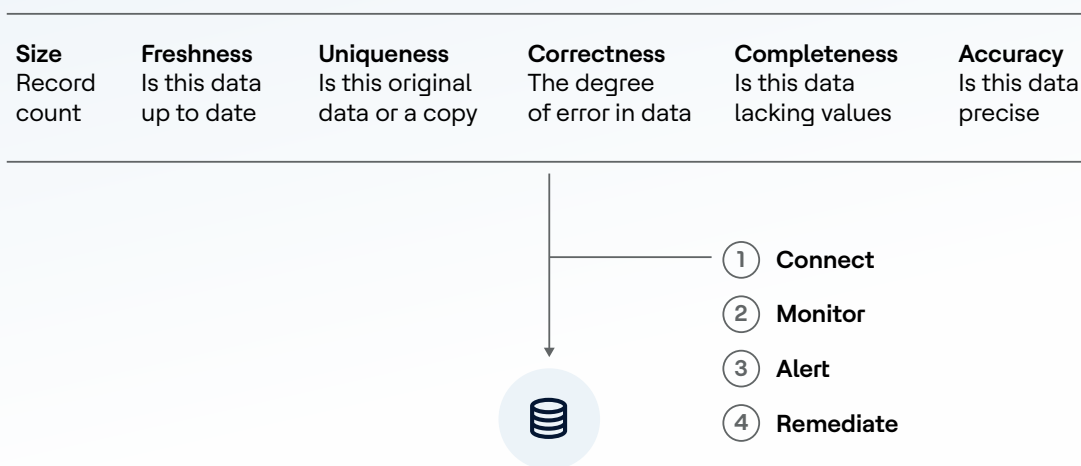 Size
Record
count
Freshness
Is this data
up to date
Uniqueness
Is this original
data or a copy
Correctness
The degree
of error in data
Completeness
Is this data
lacking values
Accuracy
Is this data
precise
1 Connect
2 Monitor
3 Alert
4 Remediate